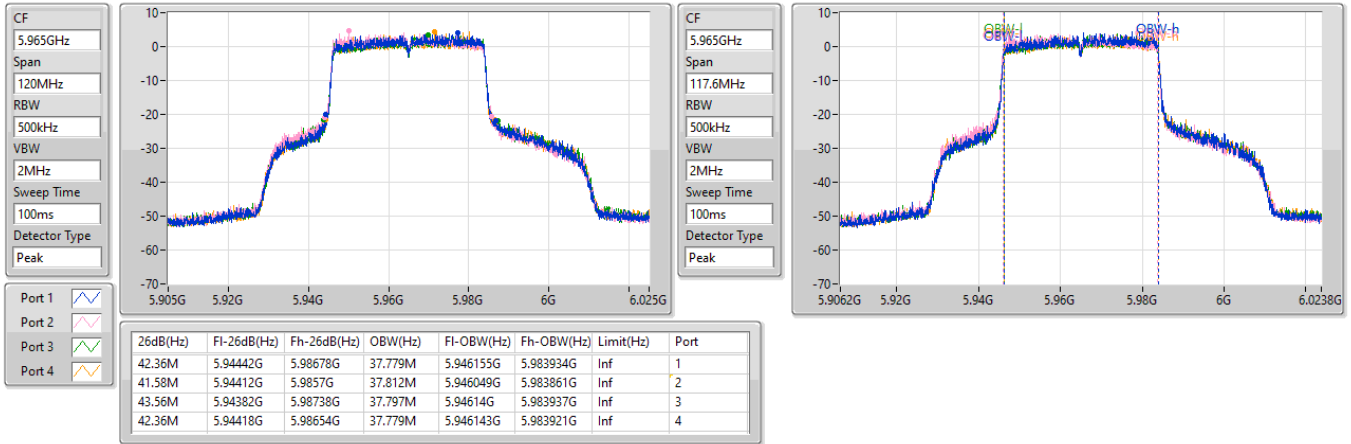 CF
5.965GHz
Span
120MHz
RBW
500kHz
VBW
2MHz
Sweep Time
100ms
Detector Type
Peak
Port 1
Port 2
Port 3
Port 4
10
0
-10
-20
-30
-40
-50
-60
-70
5.905G 5.92G 5.94G 5.96G 5.98G 6G 6.025G
CF
5.965GHz
Span
117.6MHz
RBW
500kHz
VBW
2MHz
Sweep Time
100ms
Detector Type
Peak
10
0
-10
-20
-30
-40
-50
-60
-70
OBW-l OBW-h
5.9062G 5.92G 5.94G 5.96G 5.98G 6G 6.0238G
26dB(Hz) Fl-26dB(Hz) Fh-26dB(Hz) OBW(Hz) Fl-OBW(Hz) Fh-OBW(Hz) Limit(Hz) Port
42.36M 5.94442G 5.98678G 37.779M 5.946155G 5.983934G Inf 1
41.58M 5.94412G 5.9857G 37.812M 5.946049G 5.983861G Inf 2
43.56M 5.94382G 5.98738G 37.797M 5.94614G 5.983937G Inf 3
42.36M 5.94418G 5.98654G 37.779M 5.946143G 5.983921G Inf 4